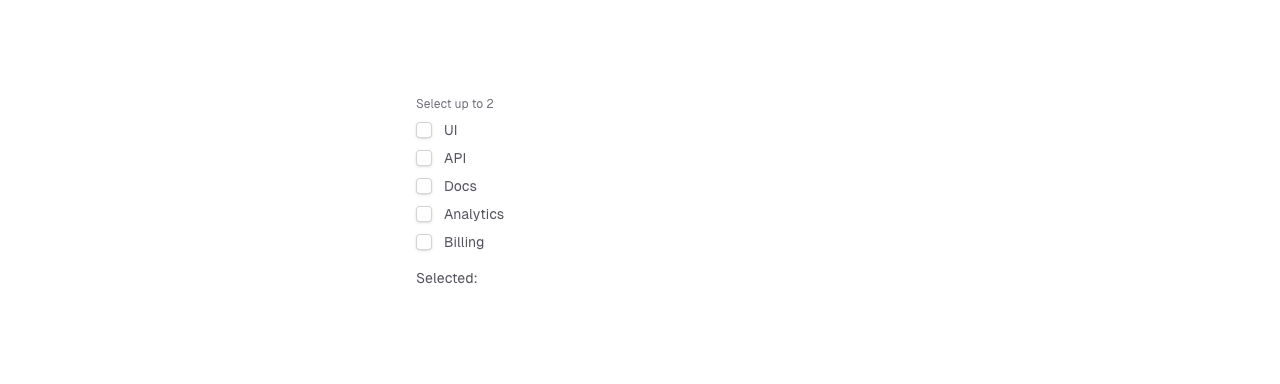 Select up to 2
UI
API
Docs
Analytics
Billing
Selected: